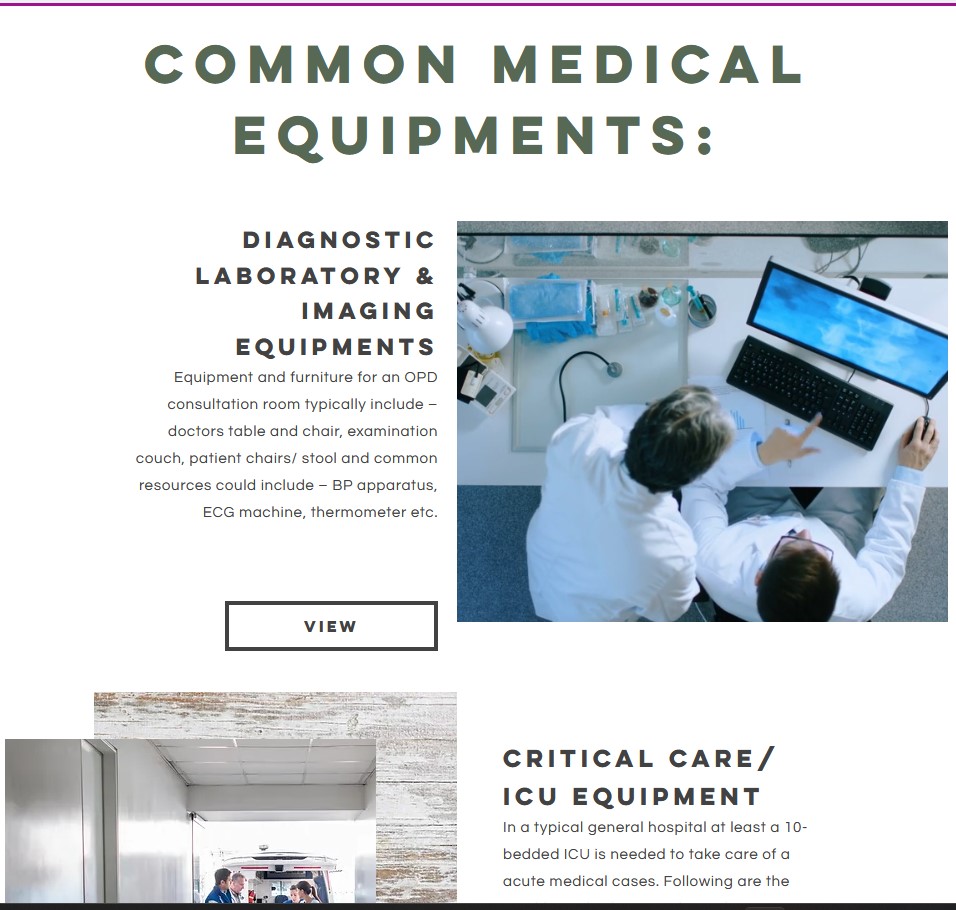 COMMON MEDICAL
EQUIPMENTS:
DIAGNOSTIC
LABORATORY &
IMAGING
EQUIPMENTS
Equipment and furniture for an OPD
consultation room typically include –
doctors table and chair, examination
couch, patient chairs/ stool and common
resources could include – BP apparatus,
ECG machine, thermometer etc.
VIEW
CRITICAL CARE/
ICU EQUIPMENT
In a typical general hospital at least a 10-
bedded ICU is needed to take care of a
acute medical cases. Following are the